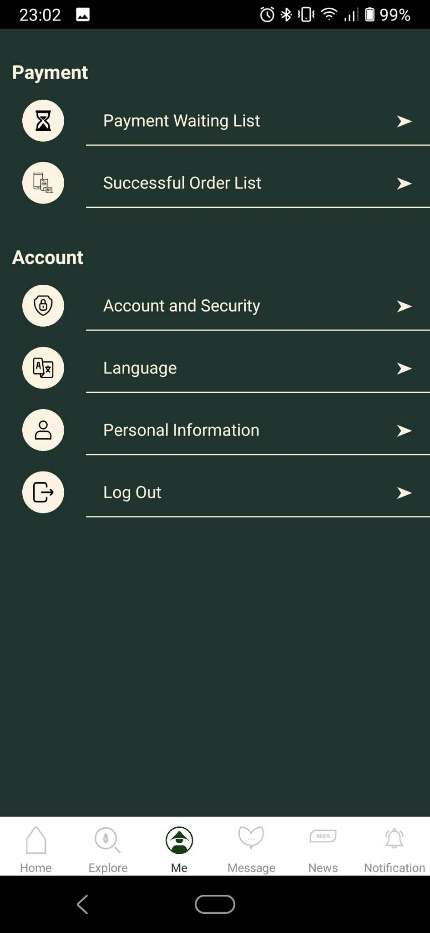 23:02
99%
Payment
Payment Waiting List
Successful Order List
Account
Account and Security
Language
Personal Information
Log Out
NEWS
Home Explore Me Message News Notification